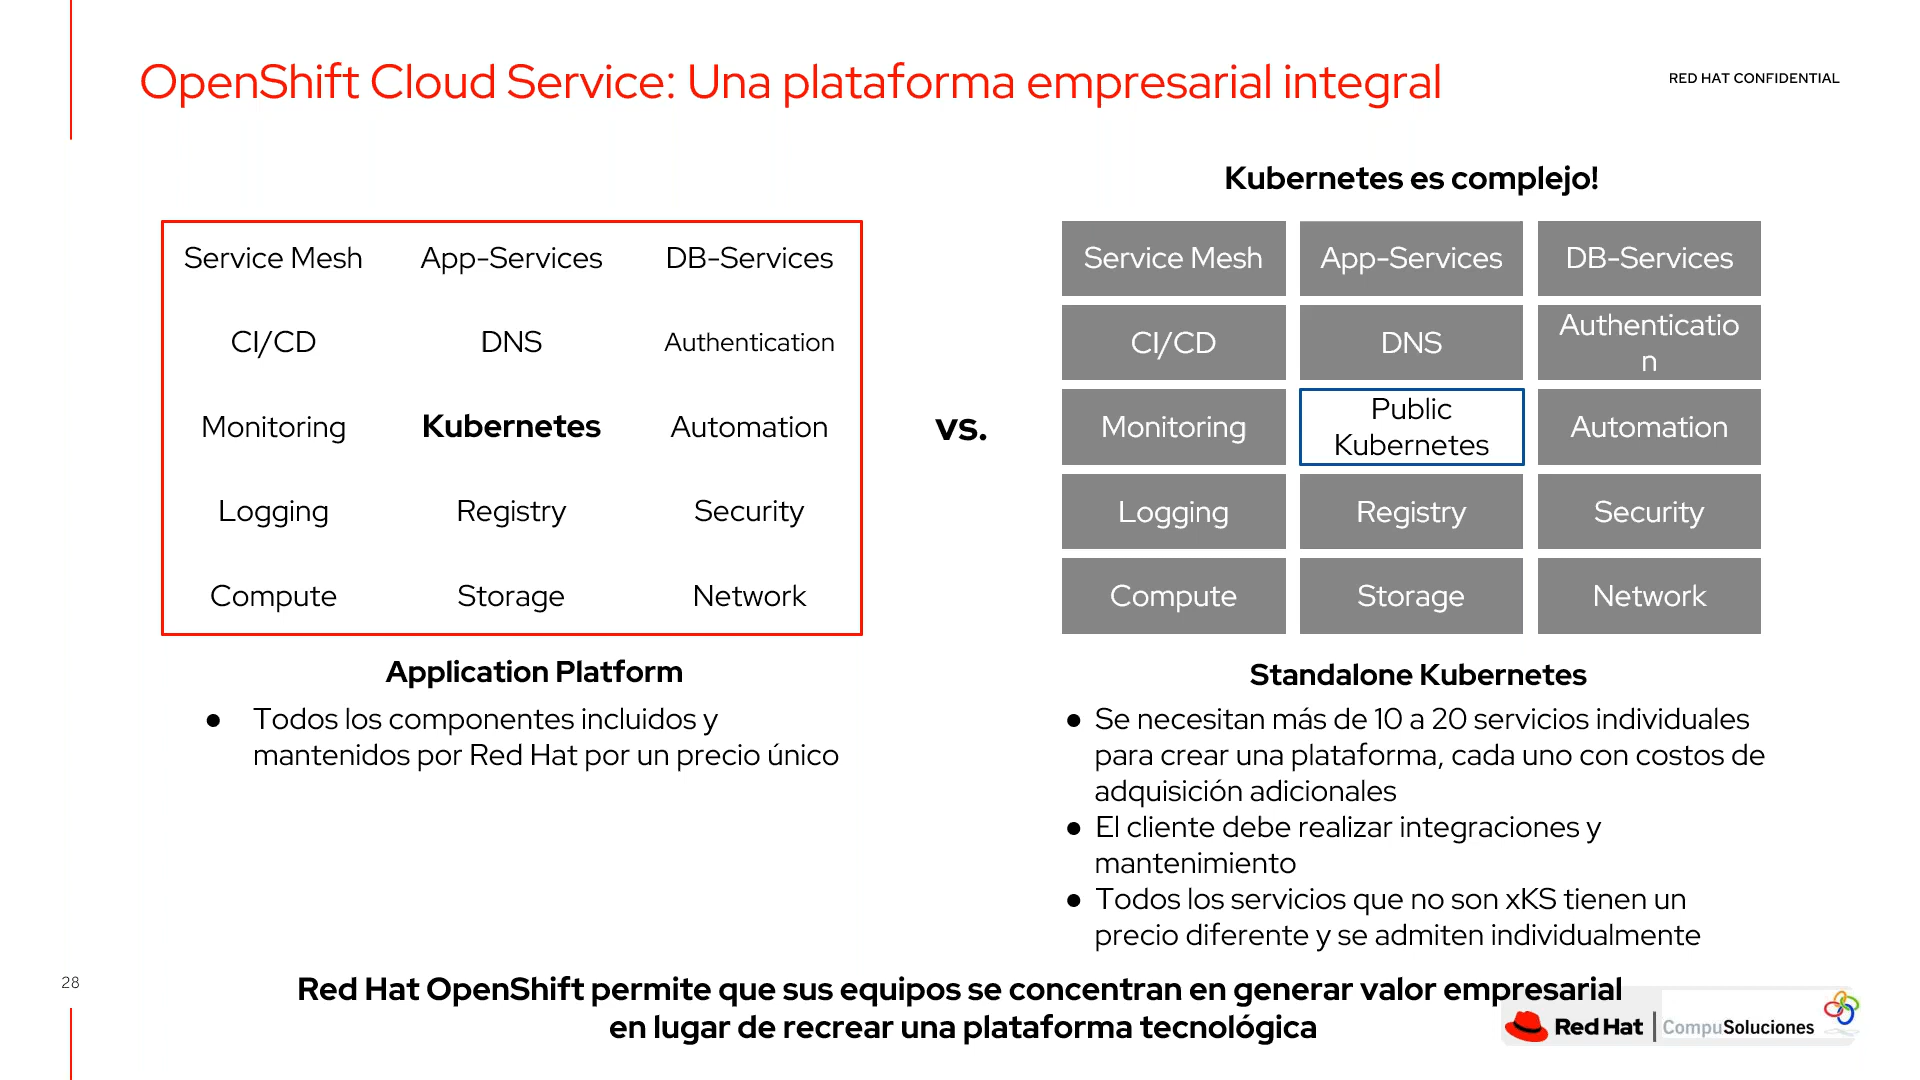 OpenShift Cloud Service: Una plataforma empresarial integral
RED HAT CONFIDENTIAL
Service Mesh App-Services DB-Services
CI/CD DNS Authentication
Monitoring Kubernetes Automation
Logging Registry Security
Compute Storage Network
Application Platform
● Todos los componentes incluidos y
mantenidos por Red Hat por un precio único
vs.
Kubernetes es complejo!
Service Mesh App-Services DB-Services
CI/CD DNS Authenticatio
n
Monitoring Public
Kubernetes Automation
Logging Registry Security
Compute Storage Network
Standalone Kubernetes
● Se necesitan más de 10 a 20 servicios individuales
para crear una plataforma, cada uno con costos de
adquisición adicionales
● El cliente debe realizar integraciones y
mantenimiento
● Todos los servicios que no son xKS tienen un
precio diferente y se admiten individualmente
28
Red Hat OpenShift permite que sus equipos se concentran en generar valor empresarial
en lugar de recrear una plataforma tecnológica
Red Hat CompuSoluciones